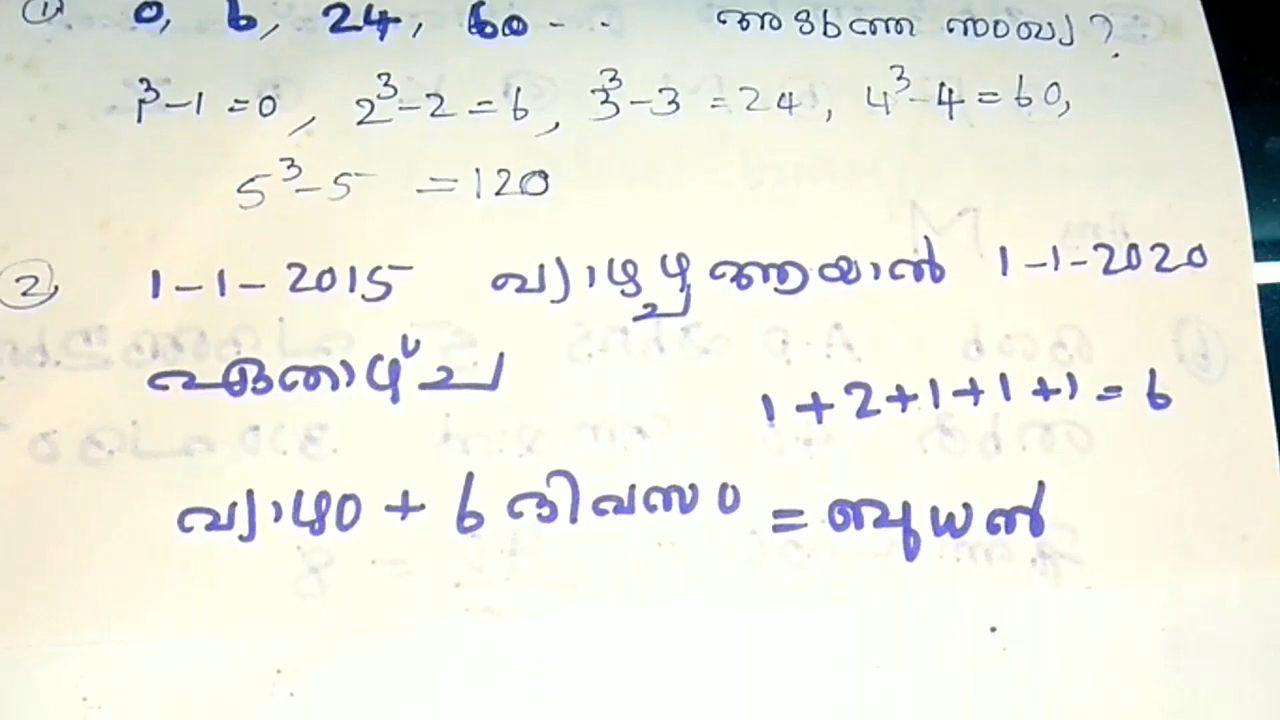 ① 0, 6, 24, 60 - - - അടുത്ത സംഖ്യ ?
1³-1 = 0, 2³-2 = 6, 3³-3 = 24, 4³-4 = 60,
5³-5 = 120
② 1-1-2015 വ്യാഴാഴ്ച ആയാൽ 1-1-2020
ഏതാഴ്ച
1+2+1+1+1 = 6
വ്യാഴം + 6 ദിവസം = ബുധൻ